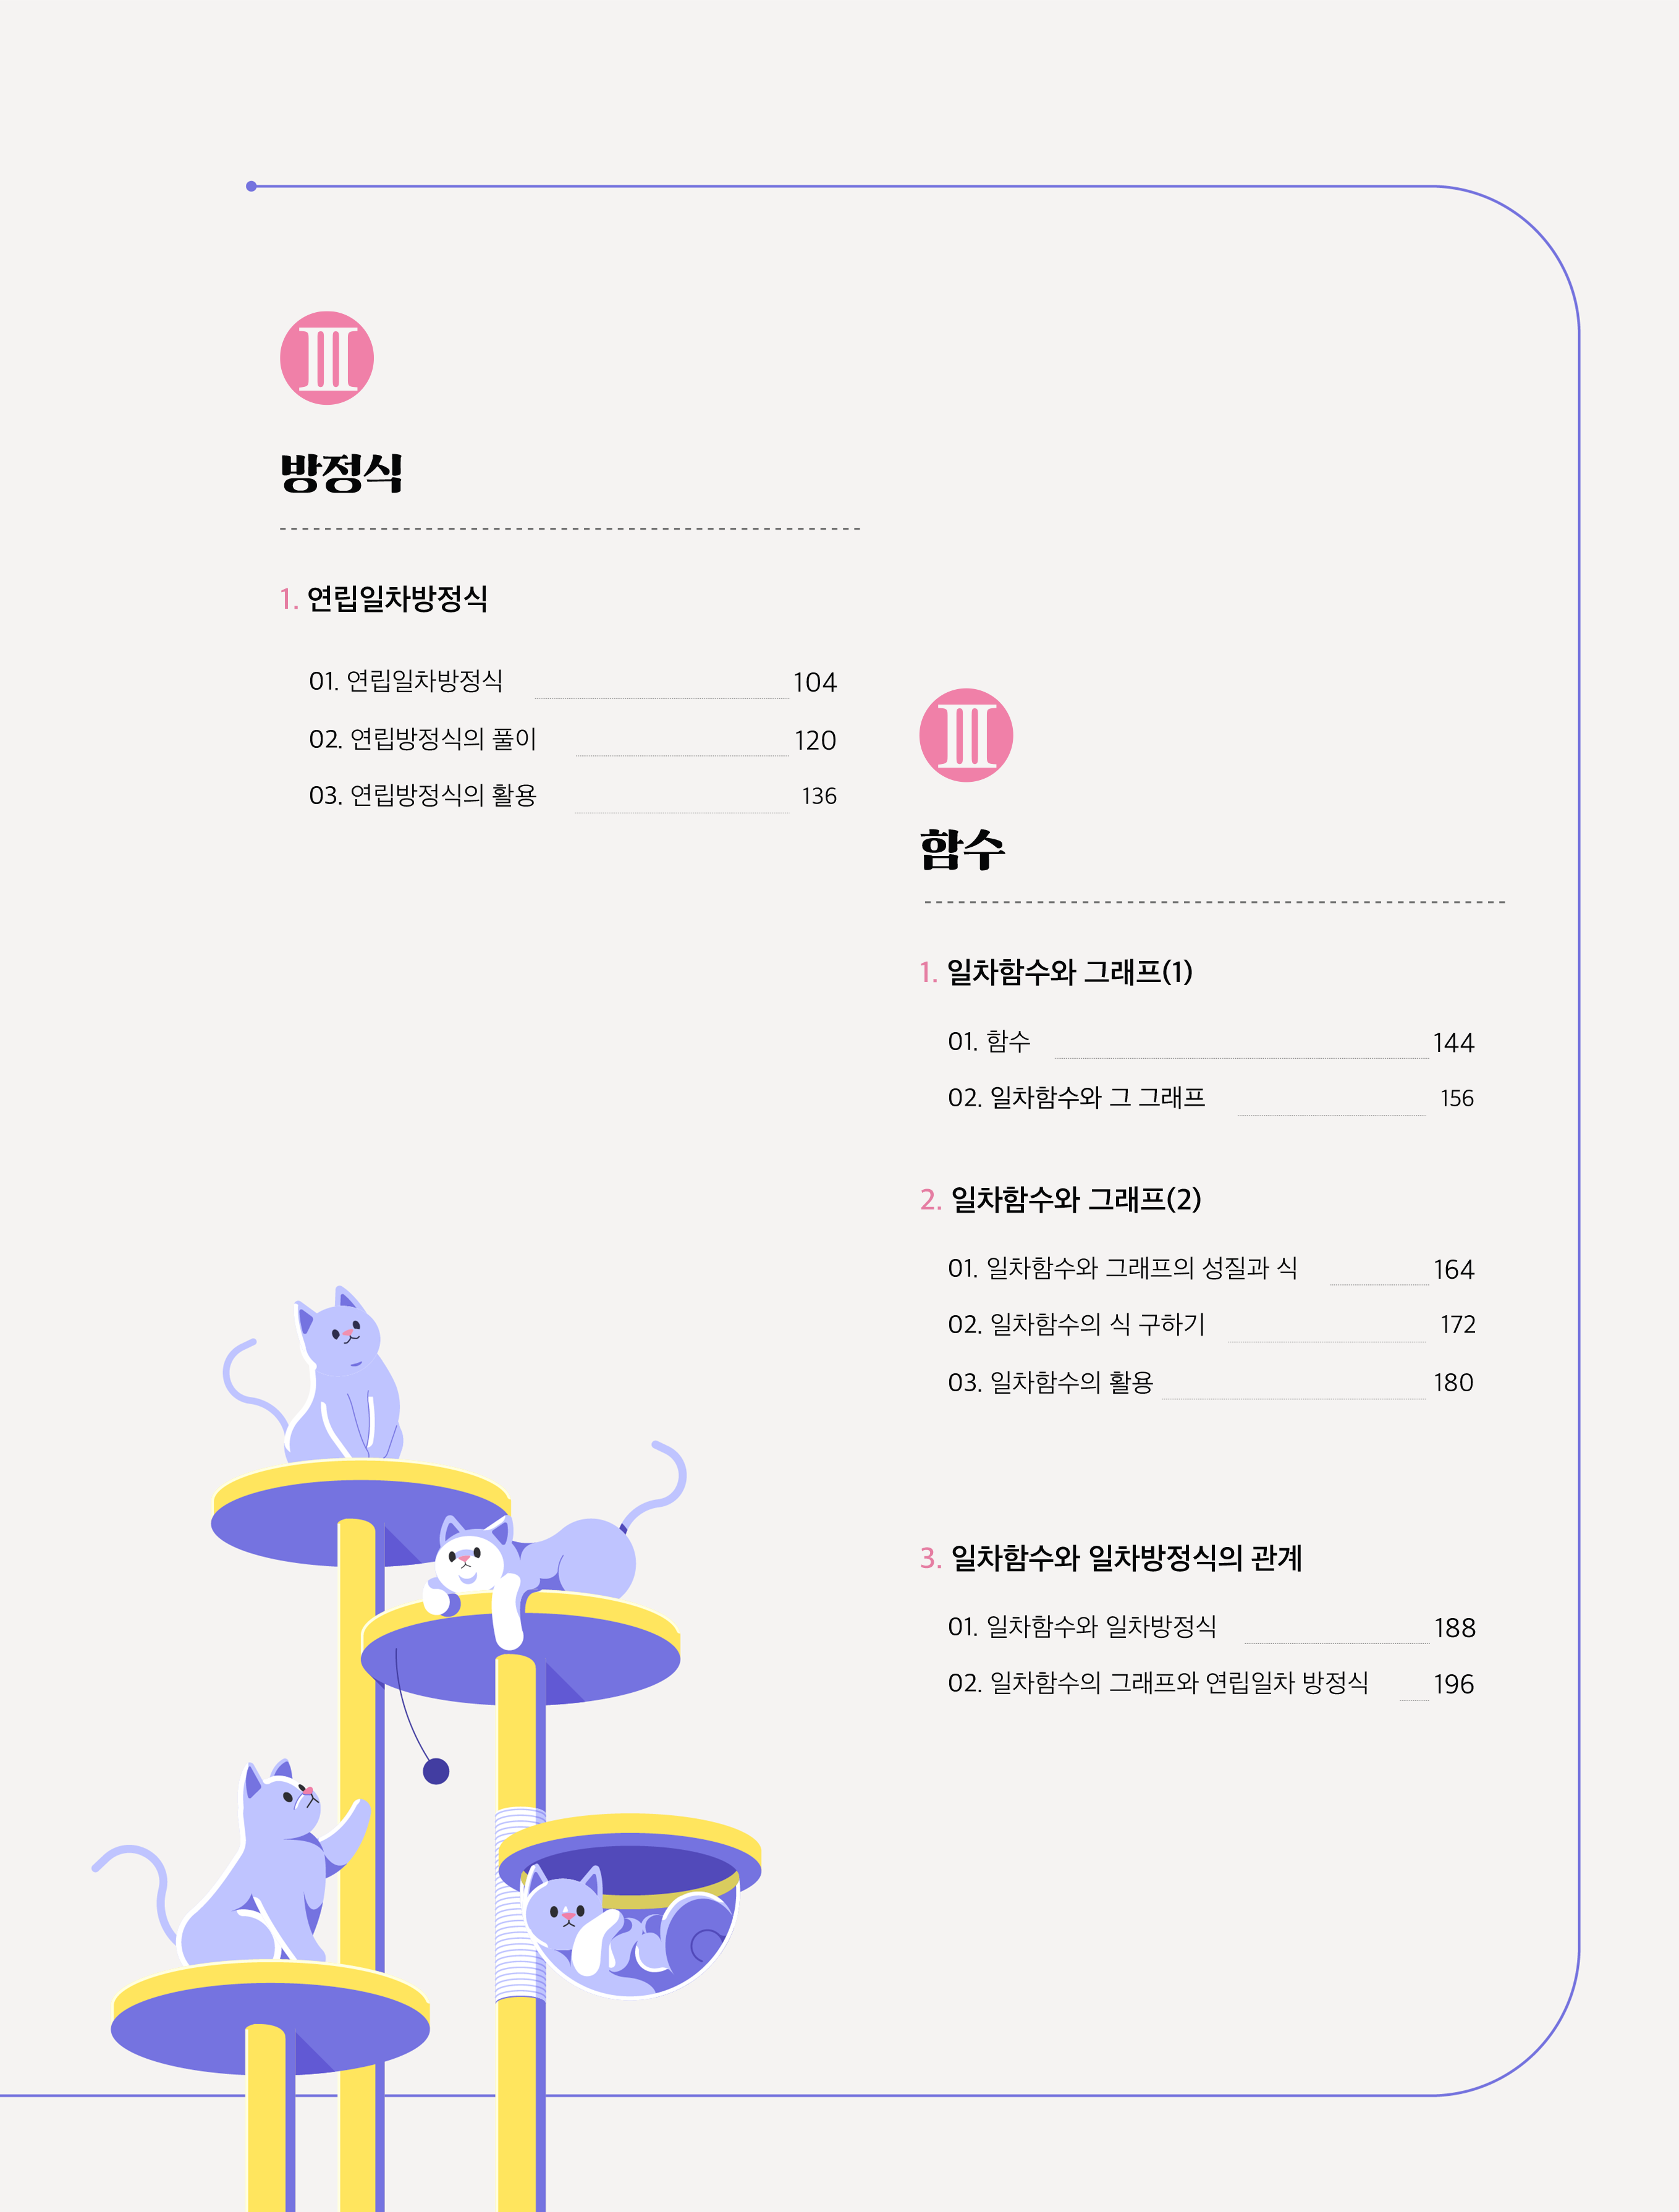 Ⅲ
방정식
1. 연립일차방정식
01. 연립일차방정식 104
02. 연립방정식의 풀이 120
03. 연립방정식의 활용 136
Ⅲ
함수
1. 일차함수와 그래프(1)
01. 함수 144
02. 일차함수와 그 그래프 156
2. 일차함수와 그래프(2)
01. 일차함수와 그래프의 성질과 식 164
02. 일차함수의 식 구하기 172
03. 일차함수의 활용 180
3. 일차함수와 일차방정식의 관계
01. 일차함수와 일차방정식 188
02. 일차함수의 그래프와 연립일차 방정식 196